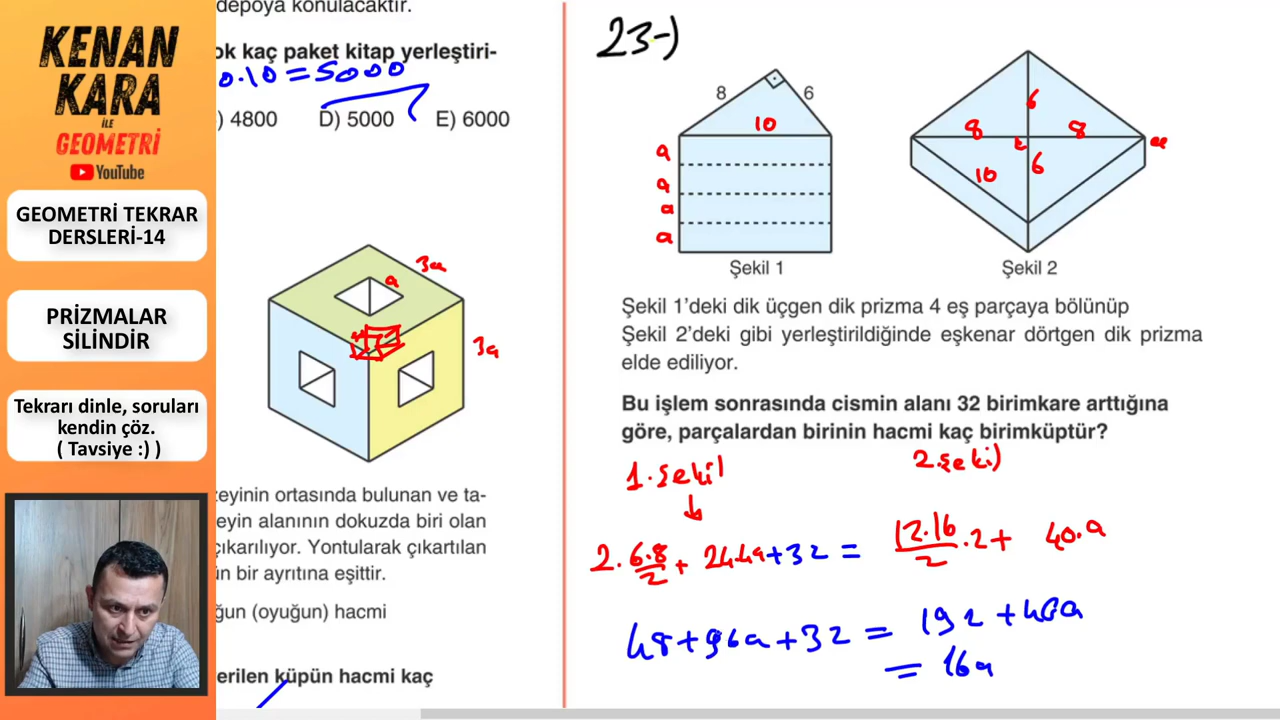 KENAN
KARA
İLE
GEOMETRİ
YouTube
GEOMETRİ TEKRAR
DERSLERİ-14
PRİZMALAR
SİLİNDİR
Tekrarı dinle, soruları
kendin çöz.
( Tavsiye :) )
depoya konulacaktır.
ok kaç paket kitap yerleştiri-
0.10=5000
) 4800 D) 5000 E) 6000
3a
a
3a
zeyinin ortasında bulunan ve ta-
eyin alanının dokuzda biri olan
çıkarılıyor. Yontularak çıkartılan
ün bir ayrıtına eşittir.
ğun (oyuğun) hacmi
erilen küpün hacmi kaç
23-)
8 6
10
a
a
a
a
Şekil 1
6
8 8
10 6
a
Şekil 2
Şekil 1'deki dik üçgen dik prizma 4 eş parçaya bölünüp
Şekil 2'deki gibi yerleştirildiğinde eşkenar dörtgen dik prizma
elde ediliyor.
Bu işlem sonrasında cismin alanı 32 birimkare arttığına
göre, parçalardan birinin hacmi kaç birimküptür?
1.şekil 2.şekil
2. 6.8/2 + 24.4a+32 = 12.16/2 .2+ 40.a
48+96a+32 = 192 +40a
= 16a